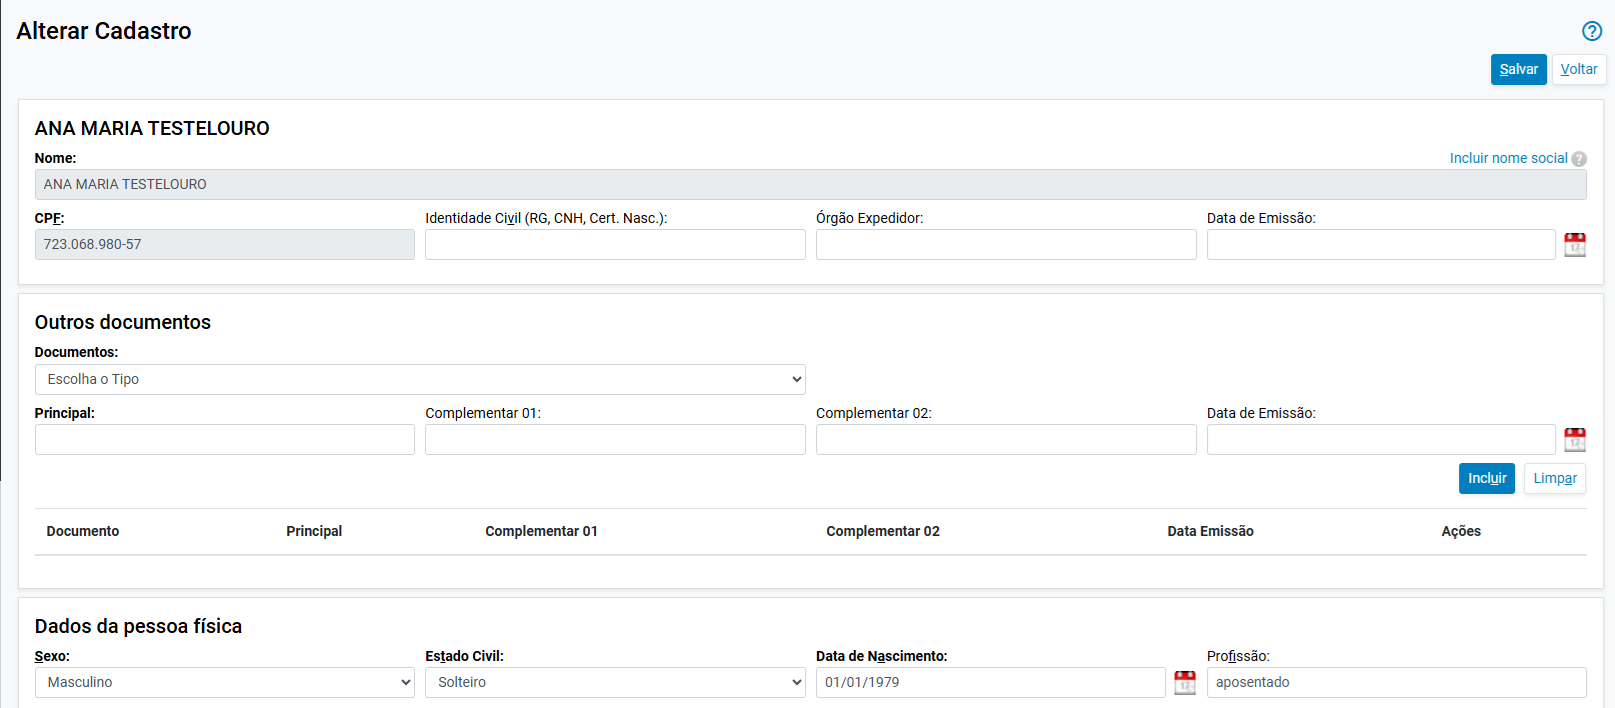 Alterar Cadastro
?
Salvar Voltar
ANA MARIA TESTELOURO
Nome: Incluir nome social ?
ANA MARIA TESTELOURO
CPF: Identidade Civil (RG, CNH, Cert. Nasc.): Órgão Expedidor: Data de Emissão:
723.068.980-57
Outros documentos
Documentos:
Escolha o Tipo
Principal: Complementar 01: Complementar 02: Data de Emissão:
Incluir Limpar
Documento Principal Complementar 01 Complementar 02 Data Emissão Ações
Dados da pessoa física
Sexo: Estado Civil: Data de Nascimento: Profissão:
Masculino Solteiro 01/01/1979 aposentado